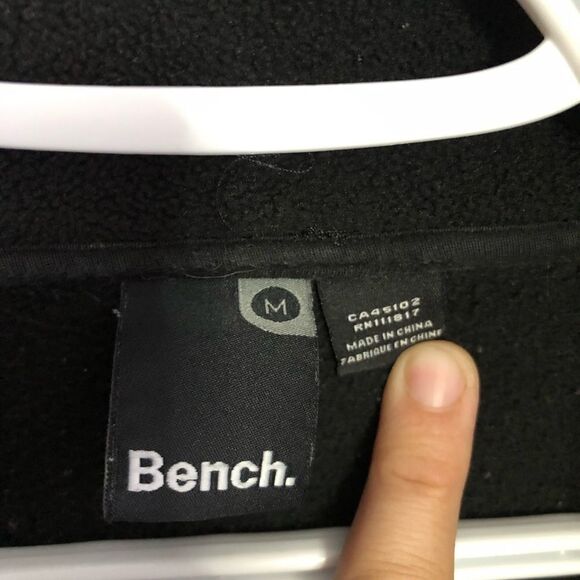 M
CA45102
RN111817
MADE IN CHINA
FABRIQUE EN CHINE
Bench.